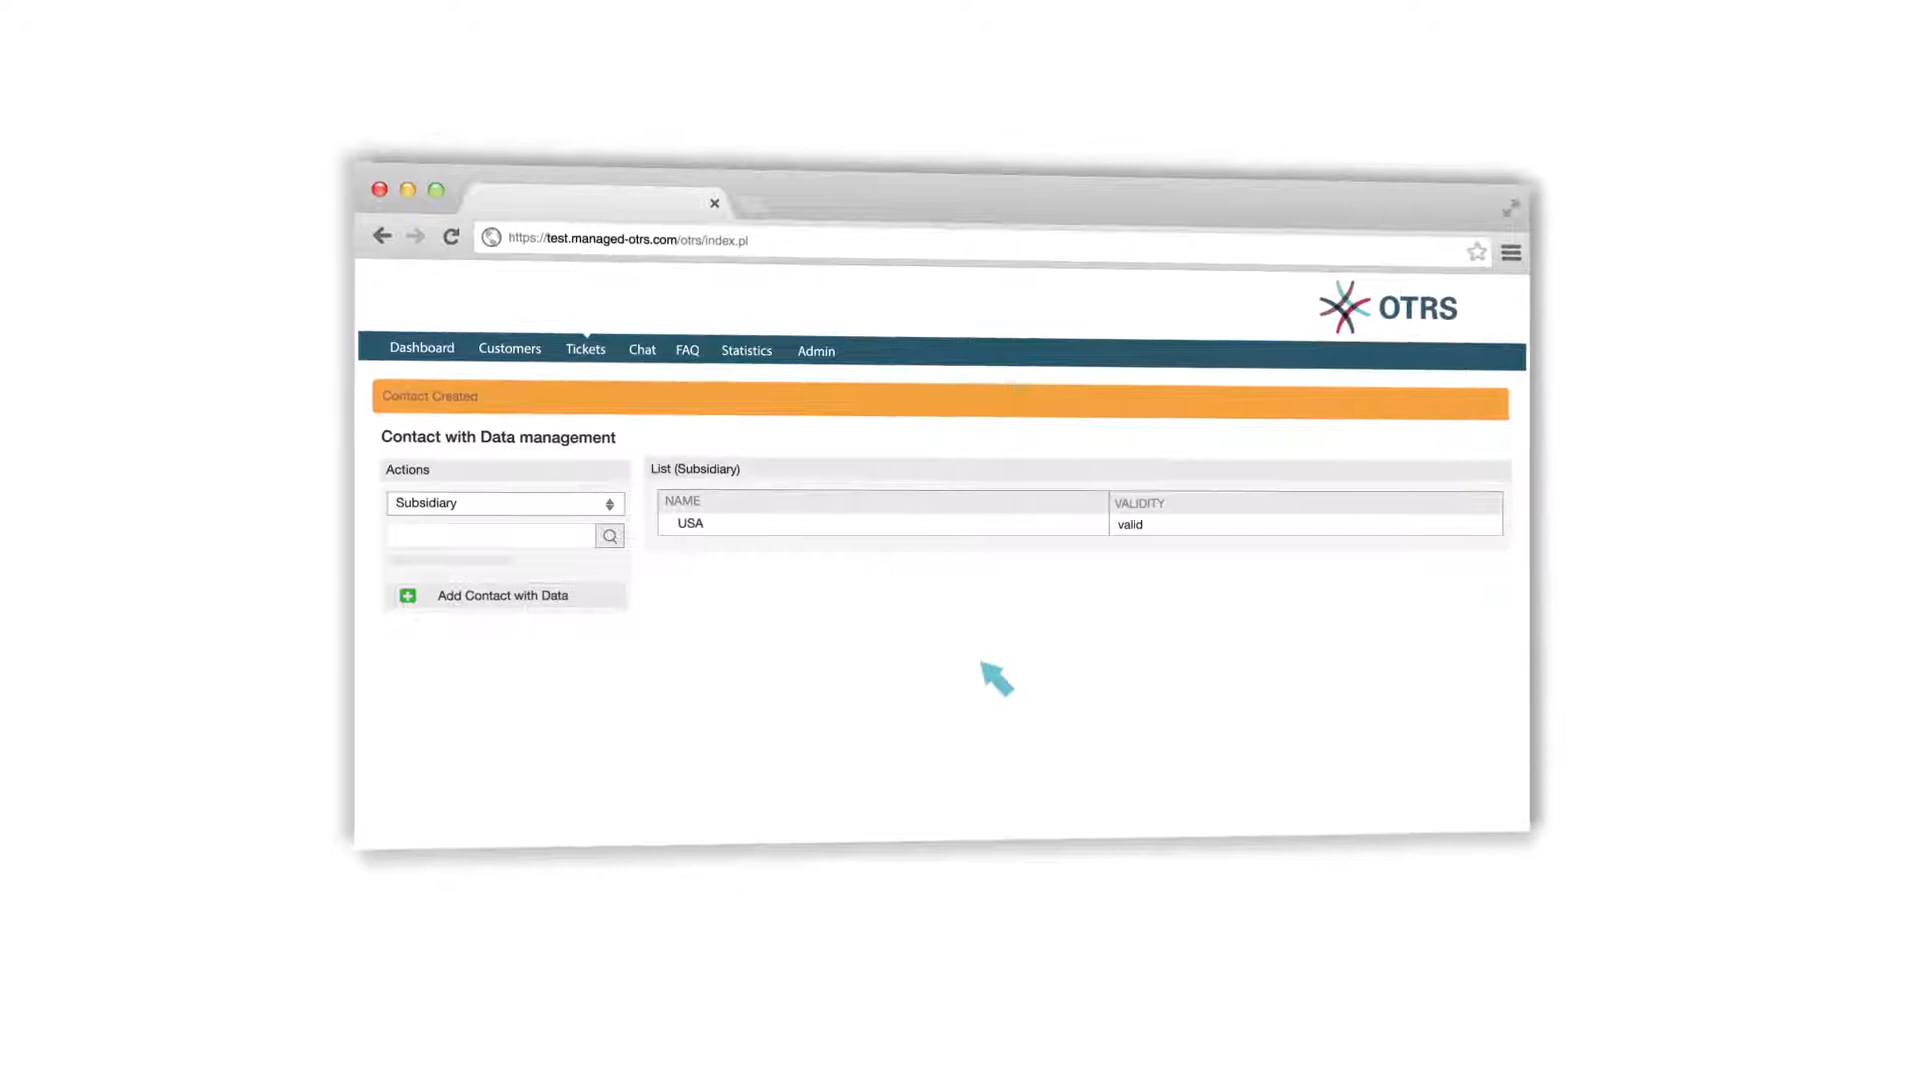 https://test.managed-otrs.com/otrs/index.pl
OTRS
Dashboard Customers Tickets Chat FAQ Statistics Admin
Contact Created
Contact with Data management
Actions
Subsidiary
Add Contact with Data
List (Subsidiary)
NAME VALIDITY
USA valid